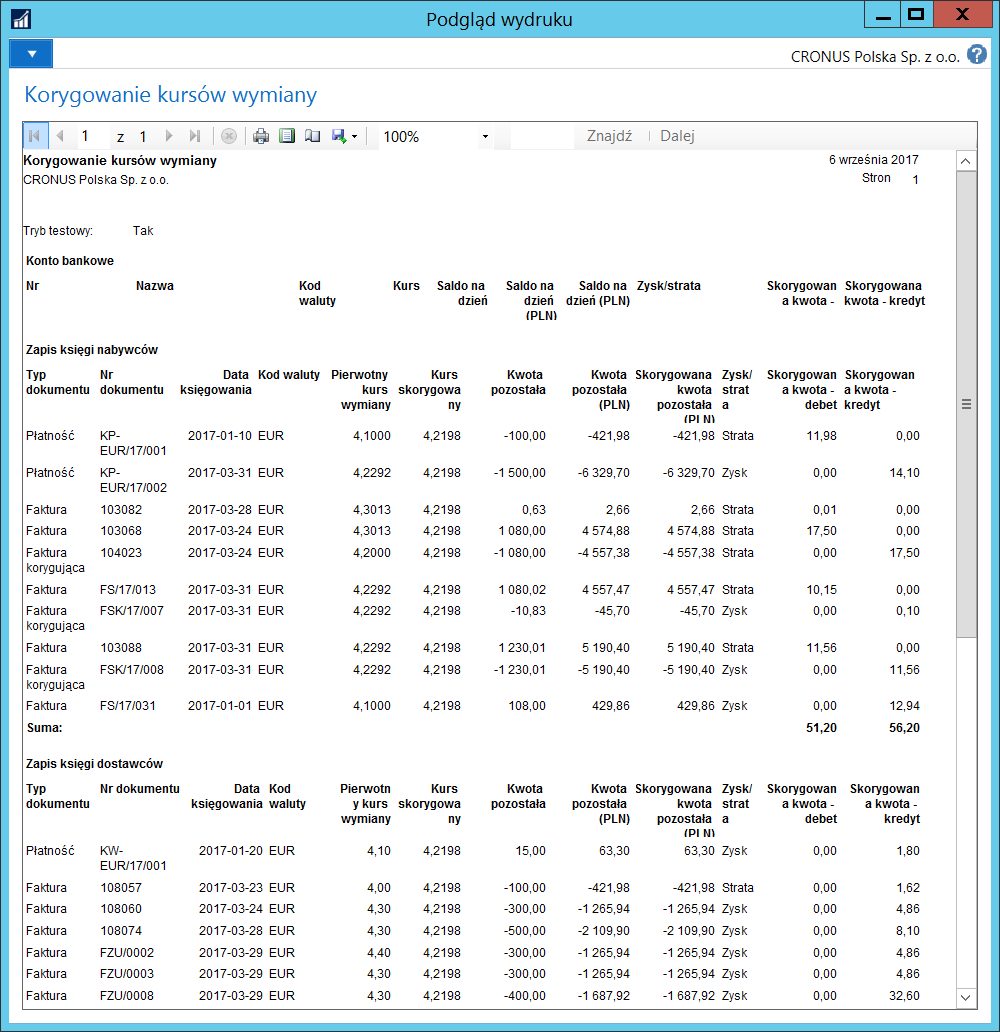 Podgląd wydruku
CRONUS Polska Sp. z o.o.
Korygowanie kursów wymiany
1 z 1 100% Znajdź Dalej
Korygowanie kursów wymiany 6 września 2017
CRONUS Polska Sp. z o.o. Stron 1
Tryb testowy: Tak
Konto bankowe
Nr Nazwa Kod Kurs Saldo na Saldo na Saldo na Zysk/strata Skorygowan Skorygowana
waluty dzień dzień dzień (PLN) a kwota - kwota - kredyt
(PLN)
Zapis księgi nabywców
Typ Nr Data Kod waluty Pierwotny Kurs Kwota Kwota Skorygowana Zysk/ Skorygowan Skorygowan
dokumentu dokumentu księgowania kurs skorygowa pozostała pozostała kwota strat a kwota - a kwota -
wymiany ny (PLN) pozostała a debet kredyt
(PLN)
Płatność KP- 2017-01-10 EUR 4,1000 4,2198 -100,00 -421,98 -421,98 Strata 11,98 0,00
EUR/17/001
Płatność KP- 2017-03-31 EUR 4,2292 4,2198 -1 500,00 -6 329,70 -6 329,70 Zysk 0,00 14,10
EUR/17/002
Faktura 103082 2017-03-28 EUR 4,3013 4,2198 0,63 2,66 2,66 Strata 0,01 0,00
Faktura 103068 2017-03-24 EUR 4,3013 4,2198 1 080,00 4 574,88 4 574,88 Strata 17,50 0,00
Faktura 104023 2017-03-24 EUR 4,2000 4,2198 -1 080,00 -4 557,38 -4 557,38 Strata 0,00 17,50
korygująca
Faktura FS/17/013 2017-03-31 EUR 4,2292 4,2198 1 080,02 4 557,47 4 557,47 Strata 10,15 0,00
Faktura FSK/17/007 2017-03-31 EUR 4,2292 4,2198 -10,83 -45,70 -45,70 Zysk 0,00 0,10
korygująca
Faktura 103088 2017-03-31 EUR 4,2292 4,2198 1 230,01 5 190,40 5 190,40 Strata 11,56 0,00
Faktura FSK/17/008 2017-03-31 EUR 4,2292 4,2198 -1 230,01 -5 190,40 -5 190,40 Zysk 0,00 11,56
korygująca
Faktura FS/17/031 2017-01-01 EUR 4,1000 4,2198 108,00 429,86 429,86 Zysk 0,00 12,94
Suma: 51,20 56,20
Zapis księgi dostawców
Typ Nr dokumentu Data Kod Pierwotn Kurs Kwota Kwota Skorygowana Zysk/ Skorygowan Skorygowan
dokumentu księgowania waluty y kurs skorygowa pozostała pozostała kwota strat a kwota - a kwota -
wymiany ny (PLN) pozostała a debet kredyt
(PLN)
Płatność KW- 2017-01-20 EUR 4,10 4,2198 15,00 63,30 63,30 Zysk 0,00 1,80
EUR/17/001
Faktura 108057 2017-03-23 EUR 4,00 4,2198 -100,00 -421,98 -421,98 Strata 0,00 1,62
Faktura 108060 2017-03-24 EUR 4,30 4,2198 -300,00 -1 265,94 -1 265,94 Zysk 0,00 4,86
Faktura 108074 2017-03-28 EUR 4,30 4,2198 -500,00 -2 109,90 -2 109,90 Zysk 0,00 8,10
Faktura FZU/0002 2017-03-29 EUR 4,40 4,2198 -300,00 -1 265,94 -1 265,94 Zysk 0,00 4,86
Faktura FZU/0003 2017-03-29 EUR 4,30 4,2198 -300,00 -1 265,94 -1 265,94 Zysk 0,00 4,86
Faktura FZU/0008 2017-03-29 EUR 4,30 4,2198 -400,00 -1 687,92 -1 687,92 Zysk 0,00 32,60